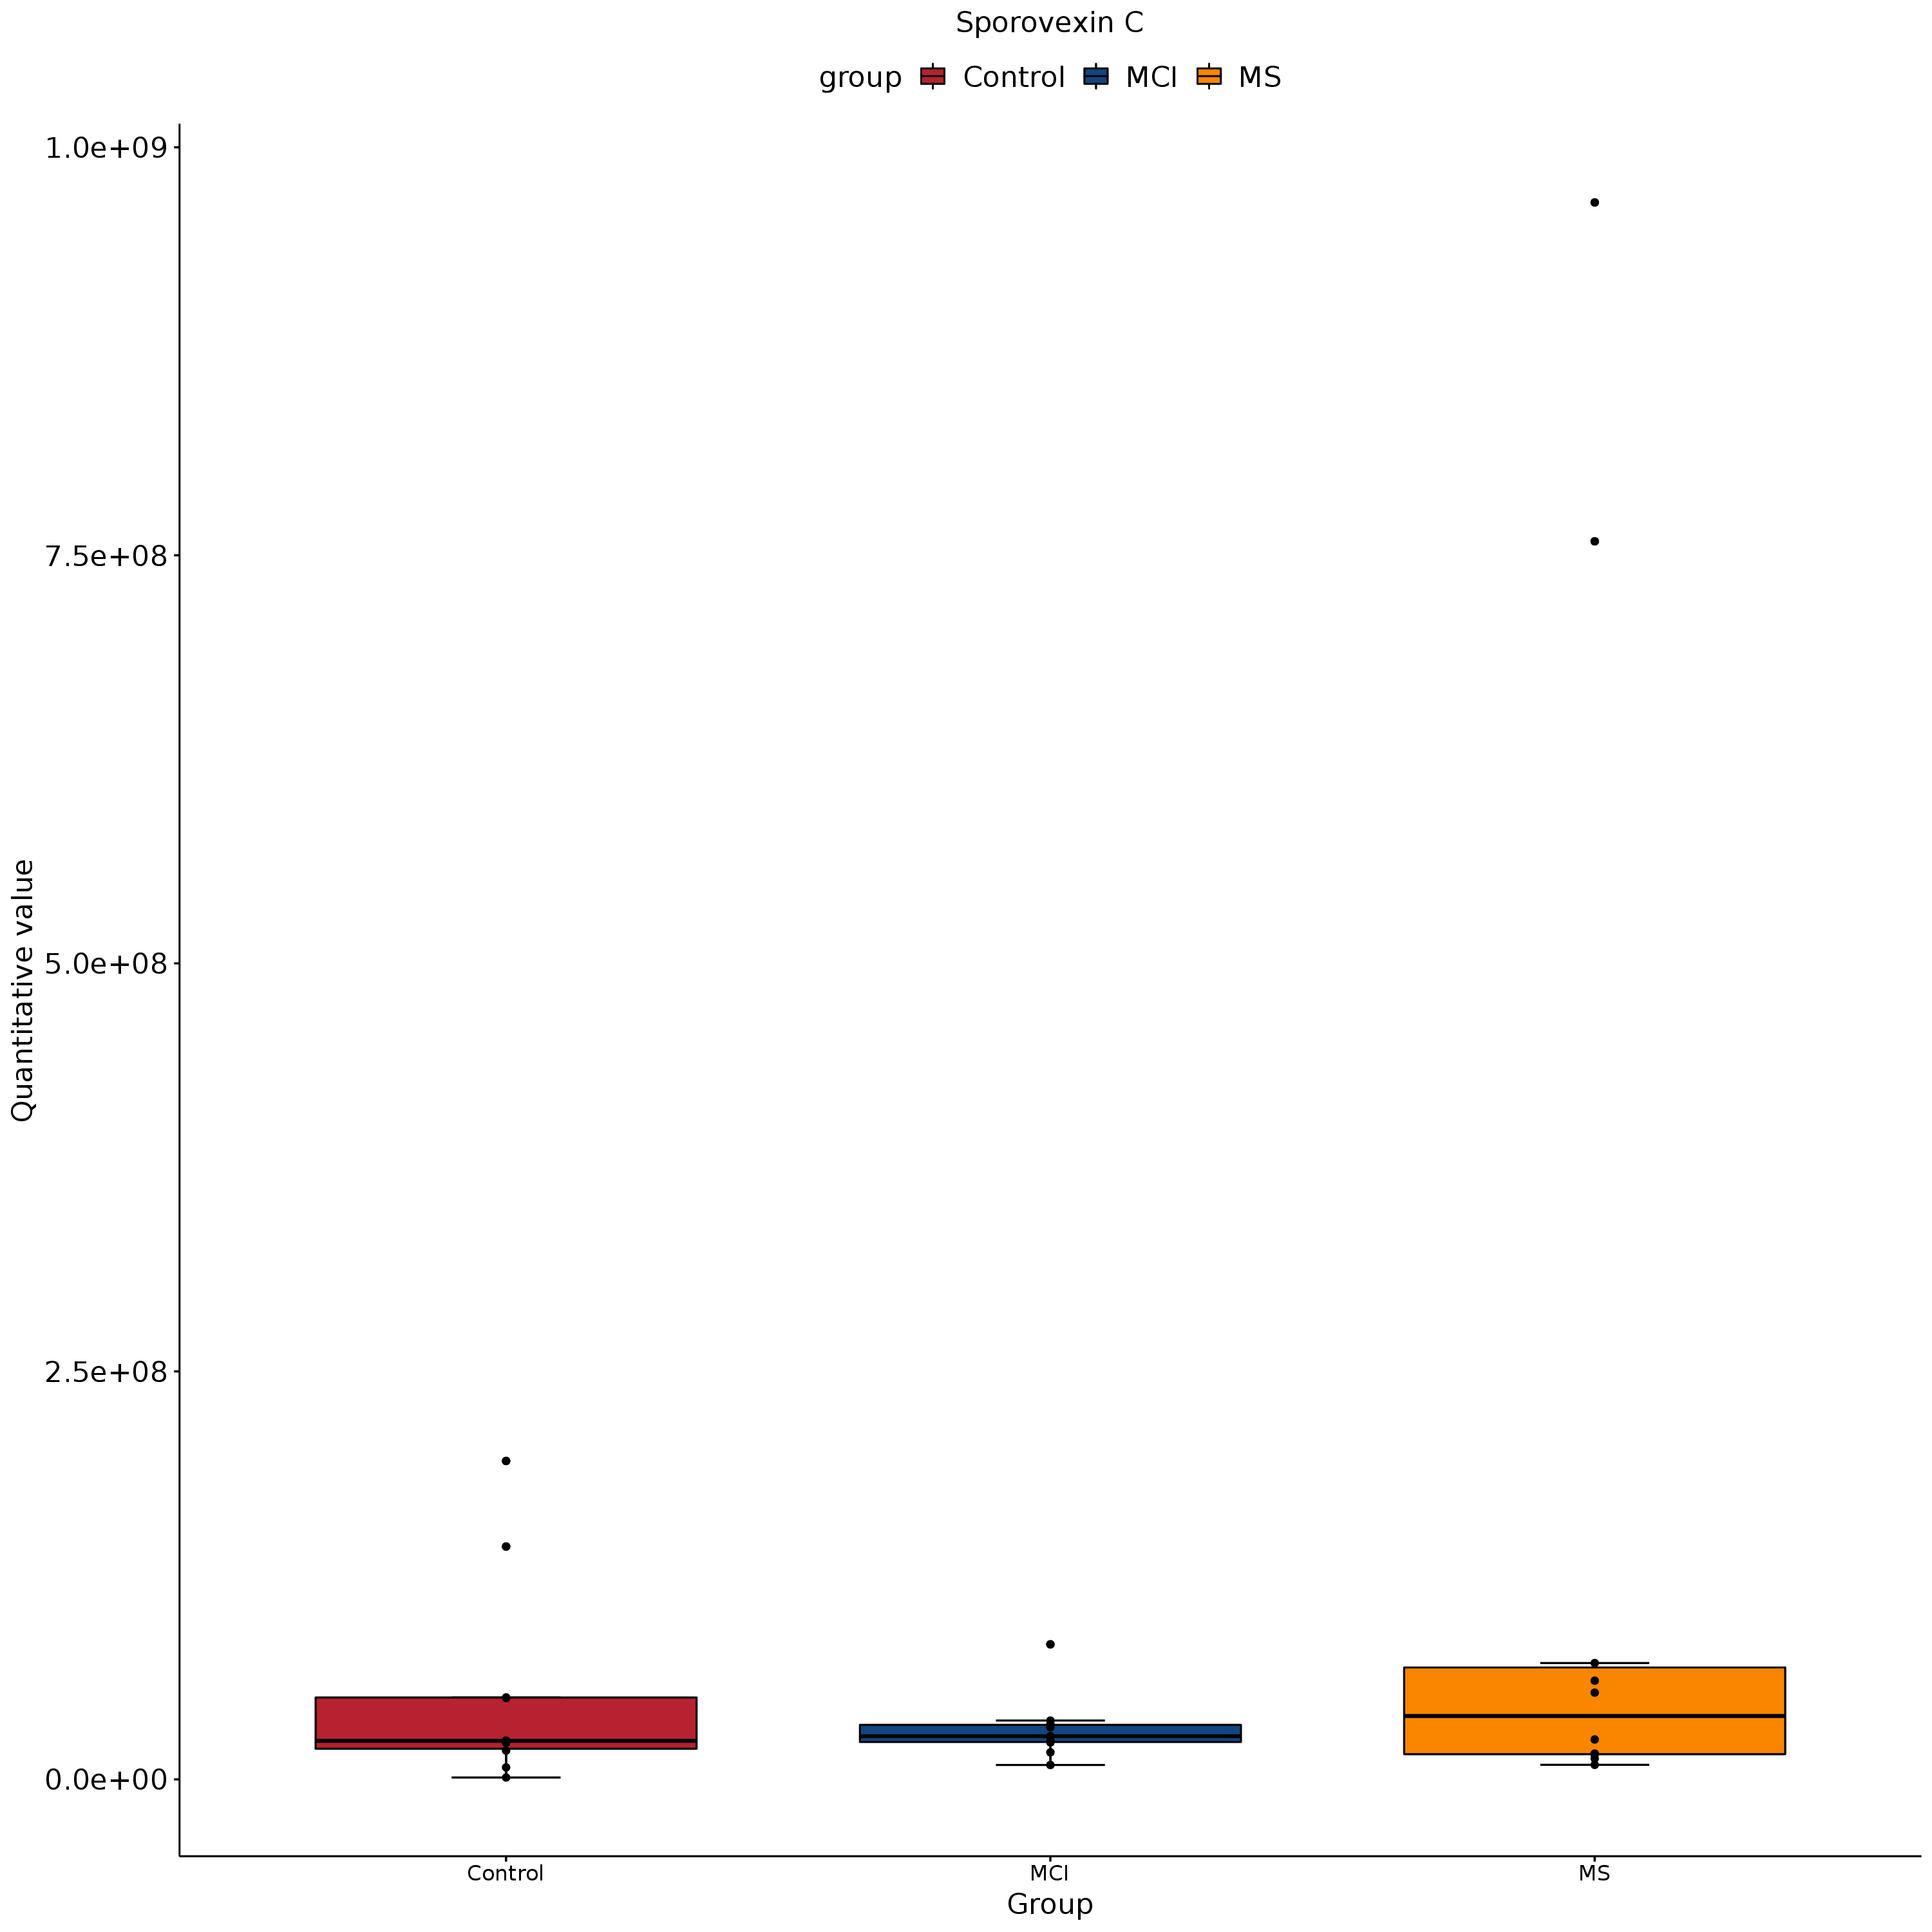 Sporovexin C
group Control MCI MS
1.0e+09
7.5e+08
5.0e+08
2.5e+08
0.0e+00
Quantitative value
Control MCI MS
Group